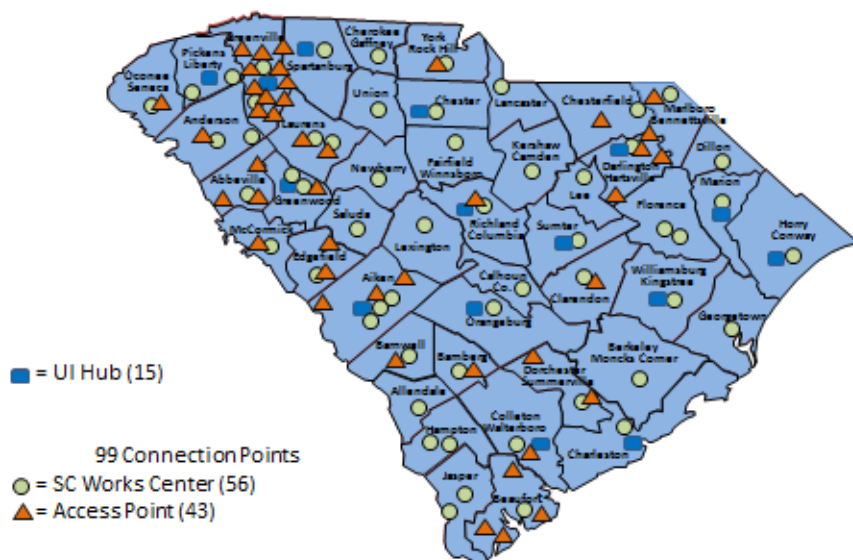 Greenville
Cherokee
Gaffney
York
Rock Hill
Pickens
Liberty
Spartanburg
Oconee
Seneca
Union
Chester
Lancaster
Chesterfield
Marlboro
Bennettsville
Anderson
Laurens
Kershaw
Camden
Fairfield
Winnsboro
Newberry
Dillon
Darlington
Hartsville
Abbeville
Greenwood
Lee
Marion
Saluda
Florence
Richland
Columbia
Sumter
Horry
Conway
McCormick
Lexington
Edgefield
Aiken
Calhoun
Co.
Clarendon
Williamsburg
Kingstree
Orangeburg
Georgetown
Barnwell
Bamberg
Berkeley
Moncks Corner
Dorchester
Summerville
= UI Hub (15)
Allendale
Colleton
Walterboro
Hampton
Charleston
99 Connection Points
= SC Works Center (56)
Jasper
Beaufort
= Access Point (43)